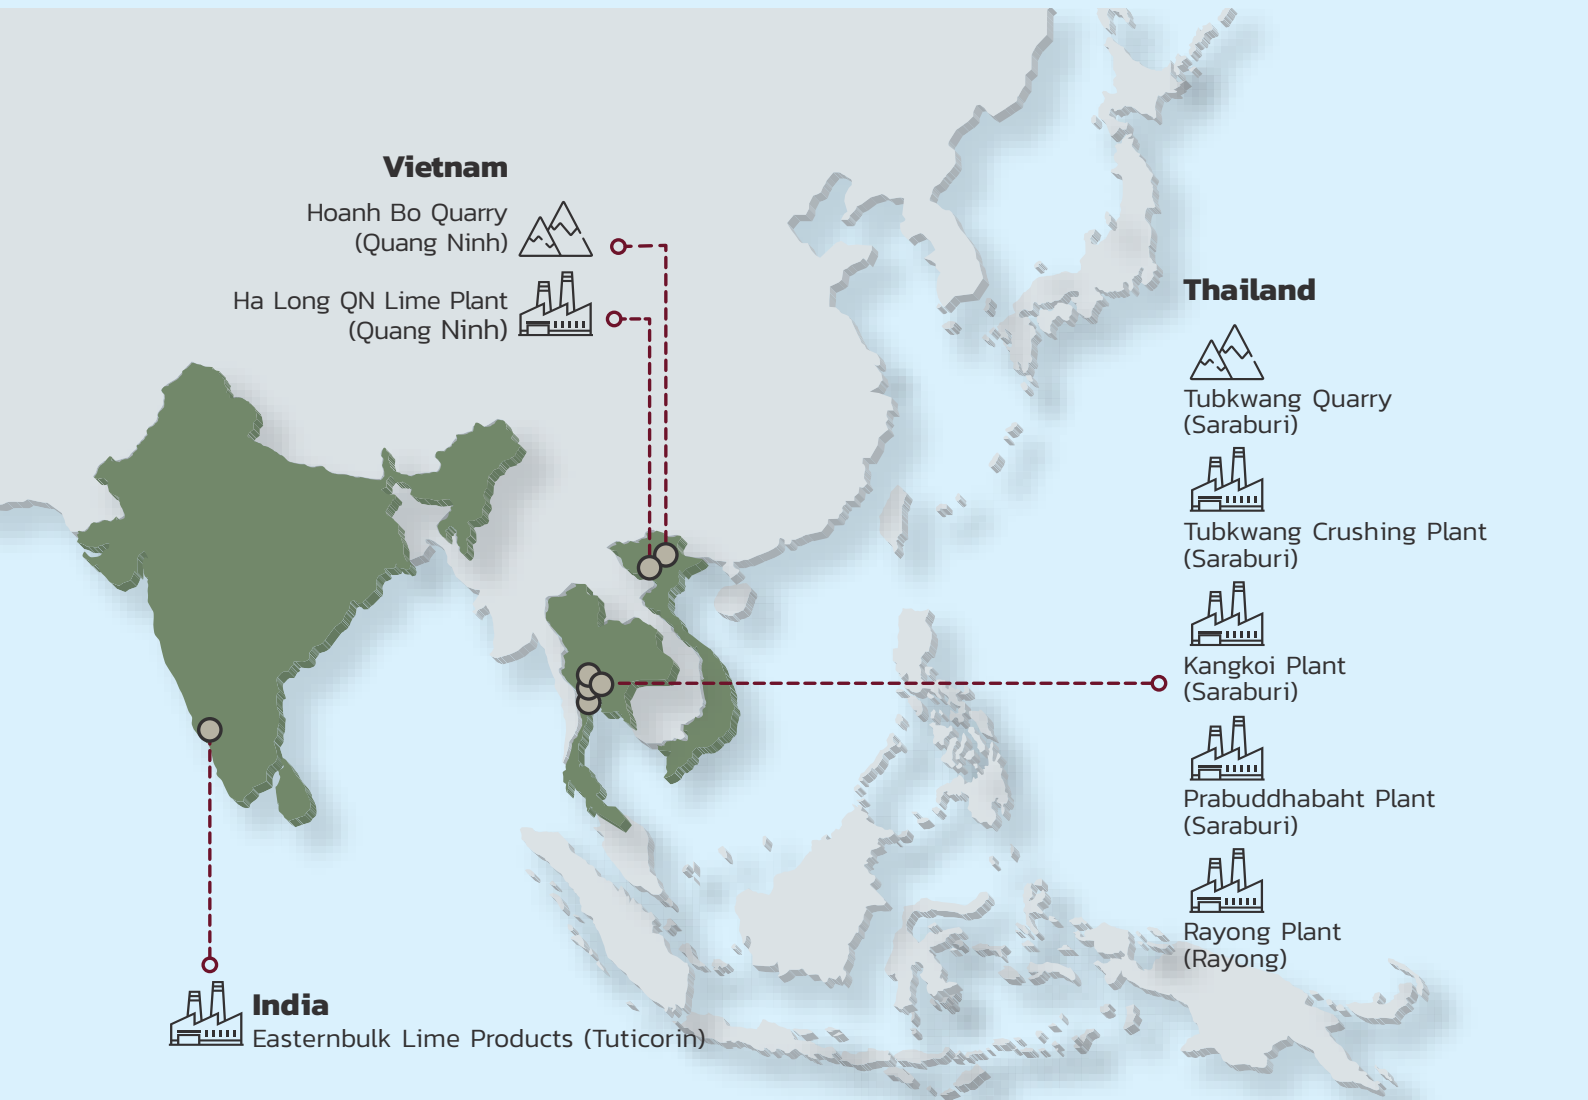 Vietnam
Hoanh Bo Quarry
(Quang Ninh)
Ha Long QN Lime Plant
(Quang Ninh)
Thailand
Tubkwang Quarry
(Saraburi)
Tubkwang Crushing Plant
(Saraburi)
Kangkoi Plant
(Saraburi)
Prabuddhabaht Plant
(Saraburi)
Rayong Plant
(Rayong)
India
Easternbulk Lime Products (Tuticorin)